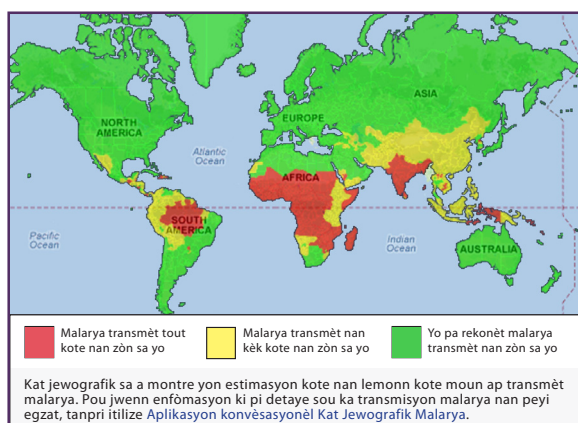 NORTH
AMERICA
Atlantic
Ocean
EUROPE
ASIA
AFRICA
SOUTH
AMERICA
Pacific
Ocean
Indian
Ocean
AUSTRALIA
Malarya transmèt tout
kote nan zòn sa yo
Malarya transmèt nan
kèk kote nan zòn sa yo
Yo pa rekonèt malarya
transmèt nan zòn sa yo
Kat jewografik sa a montre yon estimasyon kote nan lemonn kote moun ap transmèt
malarya. Pou jwenn enfòmasyon ki pi detaye sou ka transmisyon malarya nan peyi
egzat, tanpri itilize Aplikasyon konvèsasyonèl Kat Jewografik Malarya.